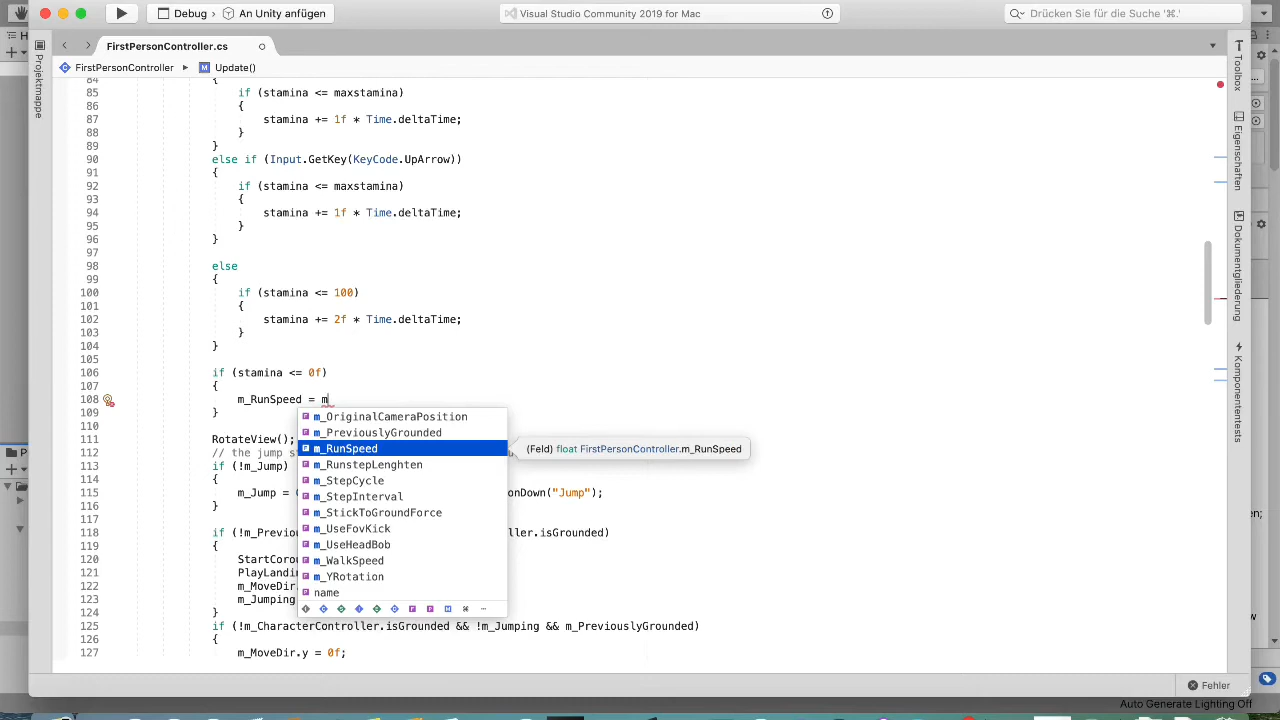 Debug › An Unity anfügen
Visual Studio Community 2019 for Mac
Drücken Sie für die Suche '⌘.'
FirstPersonController.cs
FirstPersonController ▸ M Update()
Projektmappe
Toolbox
Eigenschaften
Dokumentgliederung
Komponententests
84 {
85 if (stamina <= maxstamina)
86 {
87 stamina += 1f * Time.deltaTime;
88 }
89 }
90 else if (Input.GetKey(KeyCode.UpArrow))
91 {
92 if (stamina <= maxstamina)
93 {
94 stamina += 1f * Time.deltaTime;
95 }
96 }
97
98 else
99 {
100 if (stamina <= 100)
101 {
102 stamina += 2f * Time.deltaTime;
103 }
104 }
105
106 if (stamina <= 0f)
107 {
108 m_RunSpeed = m
109 }
110
111 RotateView();
112 // the jump s
113 if (!m_Jump)
114 {
115 m_Jump = onDown("Jump");
116 }
117
118 if (!m_Previous ller.isGrounded)
119 {
120 StartCorou
121 PlayLandin
122 m_MoveDir.
123 m_Jumping
124 }
125 if (!m_CharacterController.isGrounded && !m_Jumping && m_PreviouslyGrounded)
126 {
127 m_MoveDir.y = 0f;
m_OriginalCameraPosition
m_PreviouslyGrounded
m_RunSpeed
m_RunstepLenghten
m_StepCycle
m_StepInterval
m_StickToGroundForce
m_UseFovKick
m_UseHeadBob
m_WalkSpeed
m_YRotation
name
(Feld) float FirstPersonController.m_RunSpeed
Fehler
Auto Generate Lighting Off